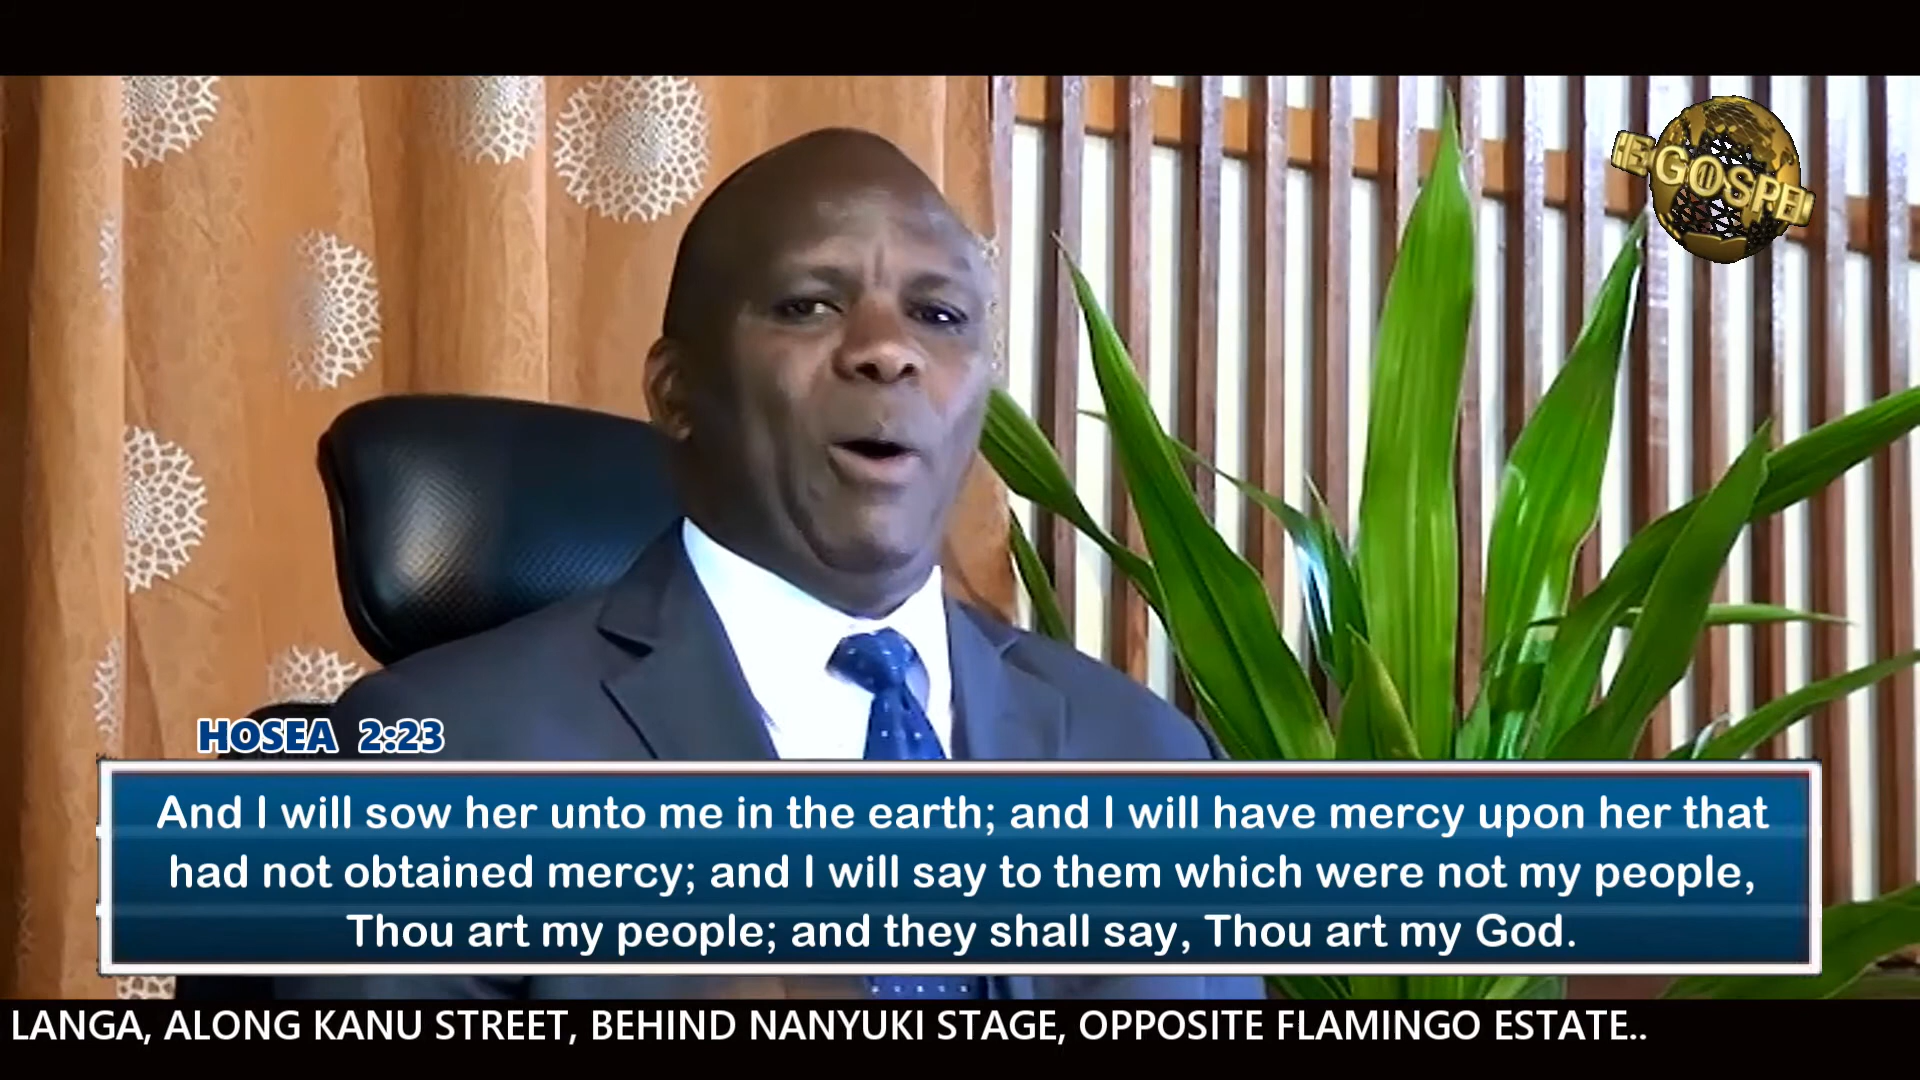 HE GOSPEL
HOSEA 2:23
And I will sow her unto me in the earth; and I will have mercy upon her that
had not obtained mercy; and I will say to them which were not my people,
Thou art my people; and they shall say, Thou art my God.
LANGA, ALONG KANU STREET, BEHIND NANYUKI STAGE, OPPOSITE FLAMINGO ESTATE..